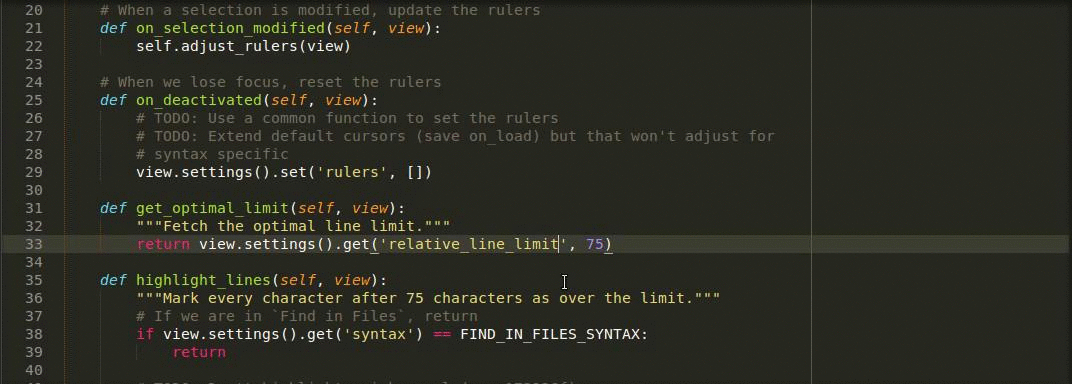 20 # When a selection is modified, update the rulers
21 def on_selection_modified(self, view):
22 self.adjust_rulers(view)
23
24 # When we lose focus, reset the rulers
25 def on_deactivated(self, view):
26 # TODO: Use a common function to set the rulers
27 # TODO: Extend default cursors (save on_load) but that won't adjust for
28 # syntax specific
29 view.settings().set('rulers', [])
30
31 def get_optimal_limit(self, view):
32 """Fetch the optimal line limit."""
33 return view.settings().get('relative_line_limit', 75)
34
35 def highlight_lines(self, view):
36 """Mark every character after 75 characters as over the limit."""
37 # If we are in `Find in Files`, return
38 if view.settings().get('syntax') == FIND_IN_FILES_SYNTAX:
39 return
40